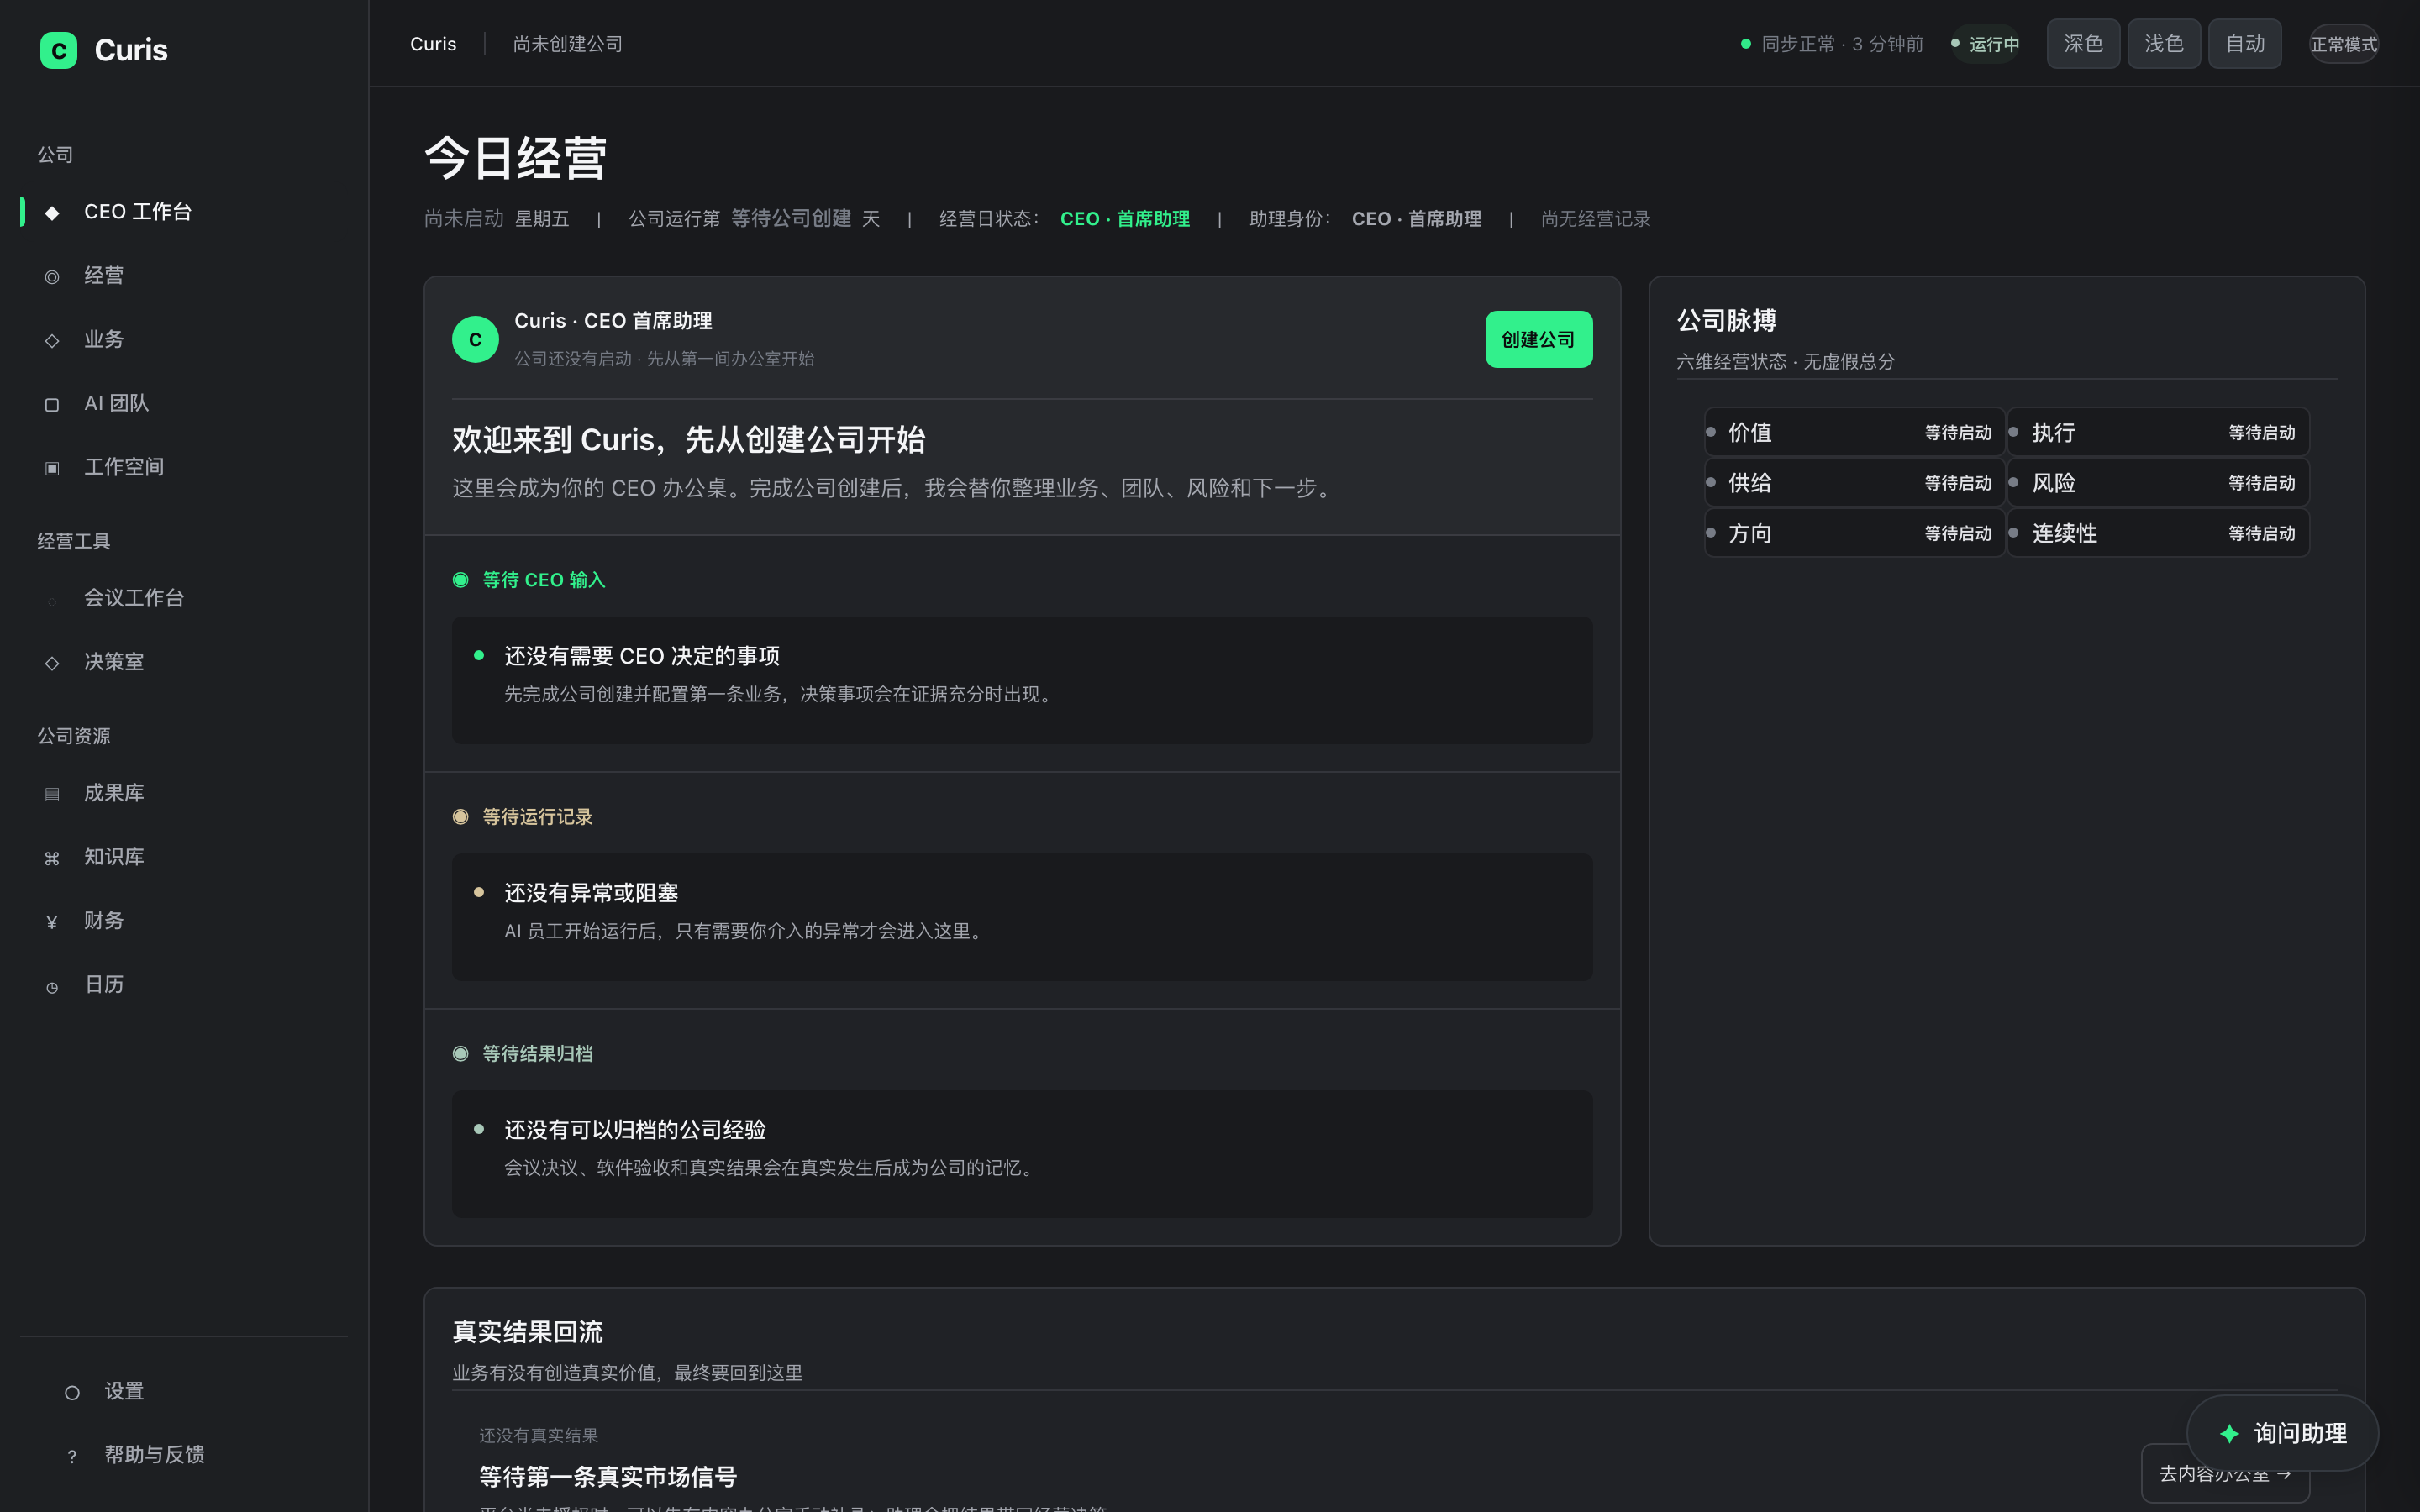 C Curis
公司
CEO 工作台
经营
业务
AI 团队
工作空间
经营工具
会议工作台
决策室
公司资源
成果库
知识库
¥ 财务
日历
设置
? 帮助与反馈
Curis 尚未创建公司
同步正常 · 3 分钟前 运行中 深色 浅色 自动 正常模式
今日经营
尚未启动 星期五 | 公司运行第 等待公司创建 天 | 经营日状态： CEO · 首席助理 | 助理身份： CEO · 首席助理 | 尚无经营记录
C Curis · CEO 首席助理
公司还没有启动 · 先从第一间办公室开始
创建公司
欢迎来到 Curis，先从创建公司开始
这里会成为你的 CEO 办公桌。完成公司创建后，我会替你整理业务、团队、风险和下一步。
等待 CEO 输入
还没有需要 CEO 决定的事项
先完成公司创建并配置第一条业务，决策事项会在证据充分时出现。
等待运行记录
还没有异常或阻塞
AI 员工开始运行后，只有需要你介入的异常才会进入这里。
等待结果归档
还没有可以归档的公司经验
会议决议、软件验收和真实结果会在真实发生后成为公司的记忆。
公司脉搏
六维经营状态 · 无虚假总分
价值 等待启动 执行 等待启动
供给 等待启动 风险 等待启动
方向 等待启动 连续性 等待启动
真实结果回流
业务有没有创造真实价值，最终要回到这里
还没有真实结果
等待第一条真实市场信号
去内容办公室 →
询问助理